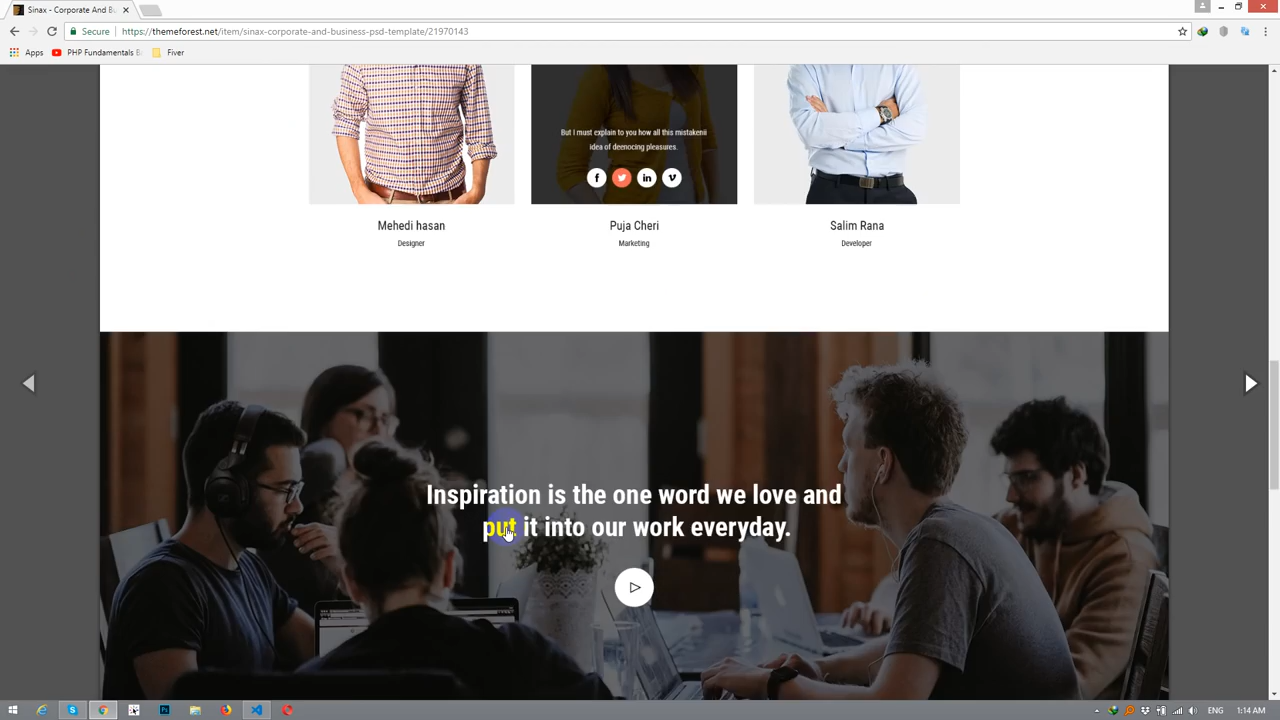 Sinax - Corporate And Bu
Secure
https://themeforest.net/item/sinax-corporate-and-business-psd-template/21970143
Apps
PHP Fundamentals B
Fiver
But I must explain to you how all this mistakenii
idea of deenocing pleasures.
Mehedi hasan
Puja Cheri
Salim Rana
Designer
Marketing
Developer
Inspiration is the one word we love and
put it into our work everyday.
ENG
1:14 AM